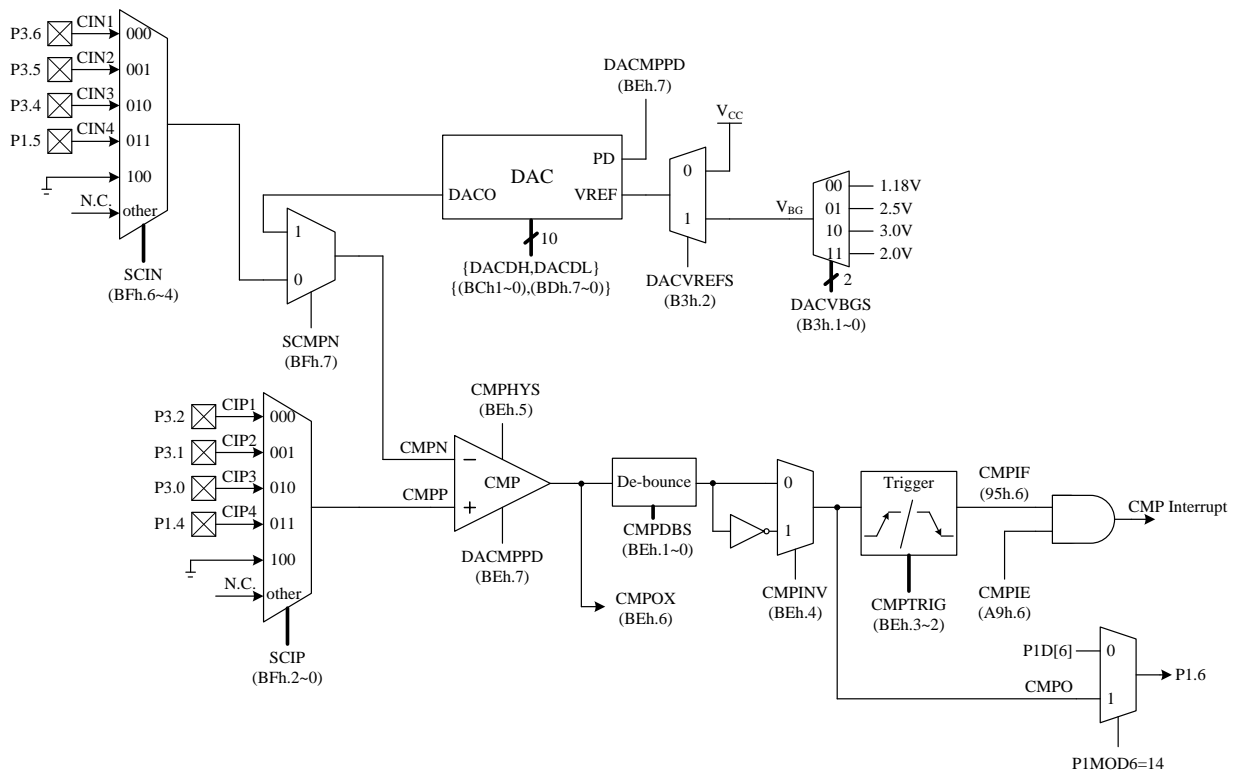 P3.6 CIN1 000
P3.5 CIN2 001
P3.4 CIN3 010
P1.5 CIN4 011
100
N.C. other
SCIN
(BFh.6~4)
DACMPPD
(BEh.7)
PD
DAC
DACO VREF
10
{DACDH,DACDL}
{(BCh1~0),(BDh.7~0)}
VCC
0
1
VBG
DACVREFS
(B3h.2)
00 1.18V
01 2.5V
10 3.0V
11 2.0V
2
DACVBGS
(B3h.1~0)
1
0
SCMPN
(BFh.7)
P3.2 CIP1 000
P3.1 CIP2 001
P3.0 CIP3 010
P1.4 CIP4 011
100
N.C. other
SCIP
(BFh.2~0)
CMPHYS
(BEh.5)
CMPN −
CMP
CMPP +
DACMPPD
(BEh.7)
CMPOX
(BEh.6)
De-bounce
CMPDBS
(BEh.1~0)
0
1
CMPINV
(BEh.4)
Trigger
CMPTRIG
(BEh.3~2)
CMPIF
(95h.6)
CMP Interrupt
CMPIE
(A9h.6)
P1D[6] 0
CMPO 1
P1.6
P1MOD6=14